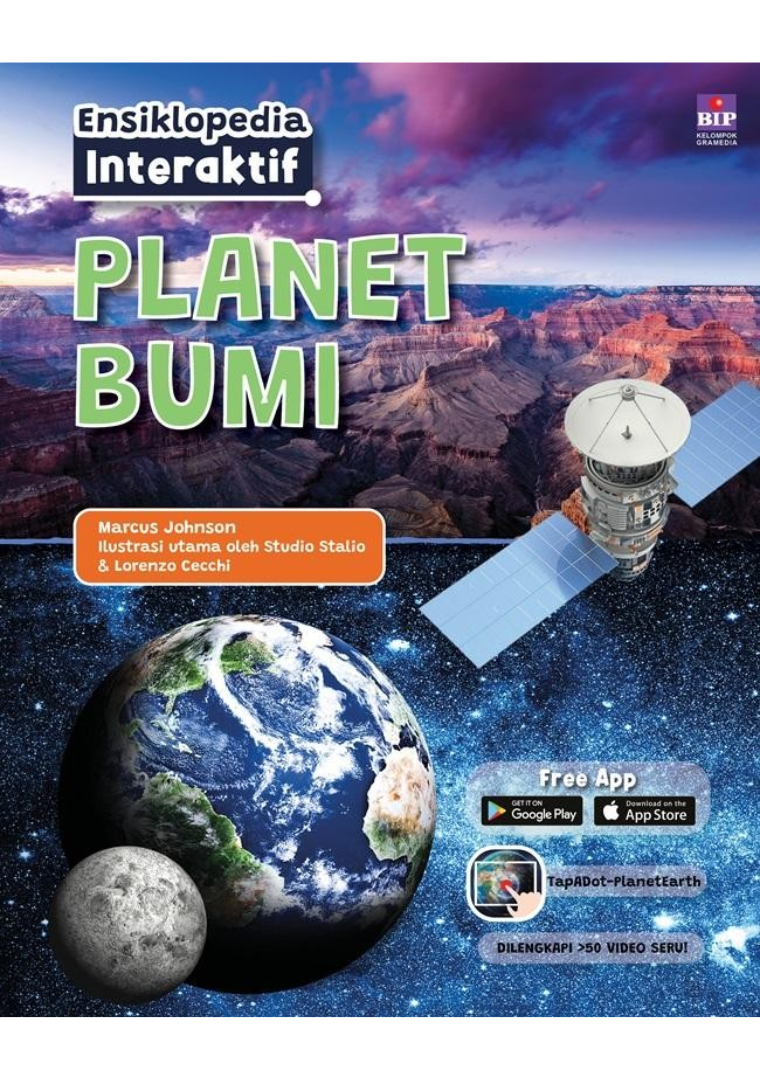 Ensiklopedia
Interaktif
BIP
KELOMPOK
GRAMEDIA
PLANET
BUMI
Marcus Johnson
Ilustrasi utama oleh Studio Stalio
& Lorenzo Cecchi
Free App
GET IT ON
Google Play
Download on the
App Store
TapADot-PlanetEarth
DILENGKAPI >50 VIDEO SERU!